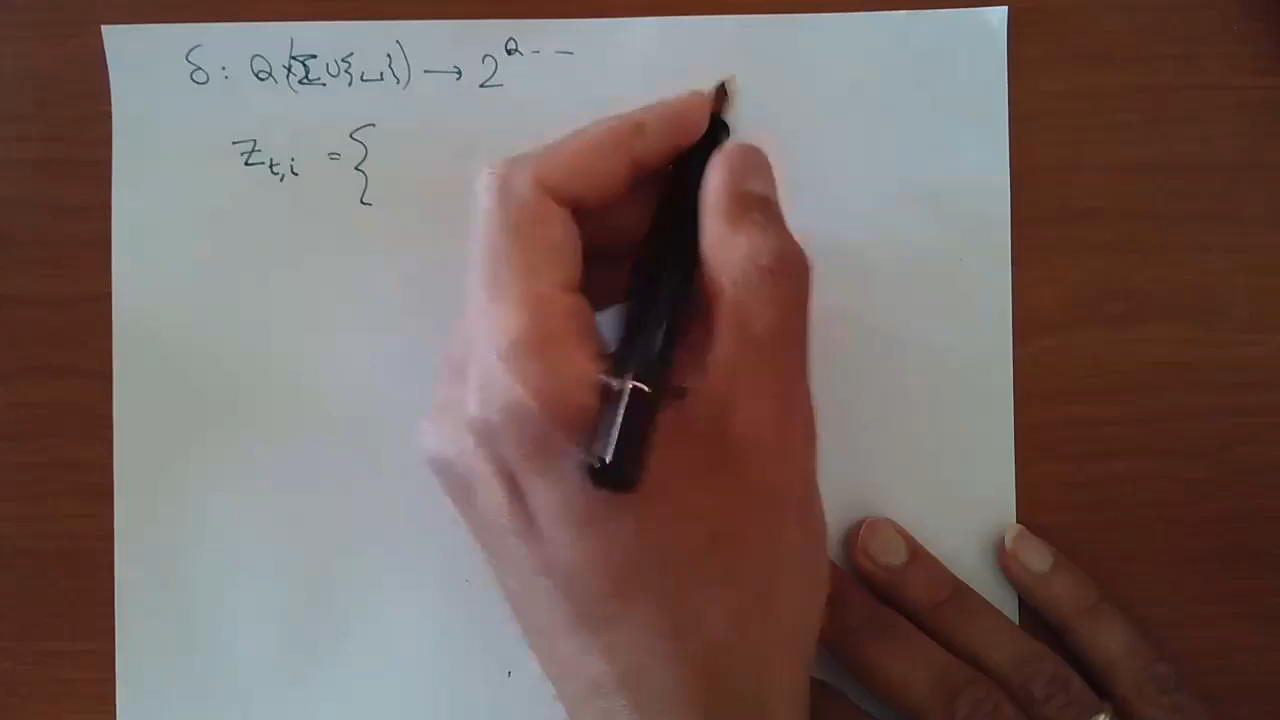 δ: Q×(Σ∪{␣}) → 2^Q--
z_{t,i} = {